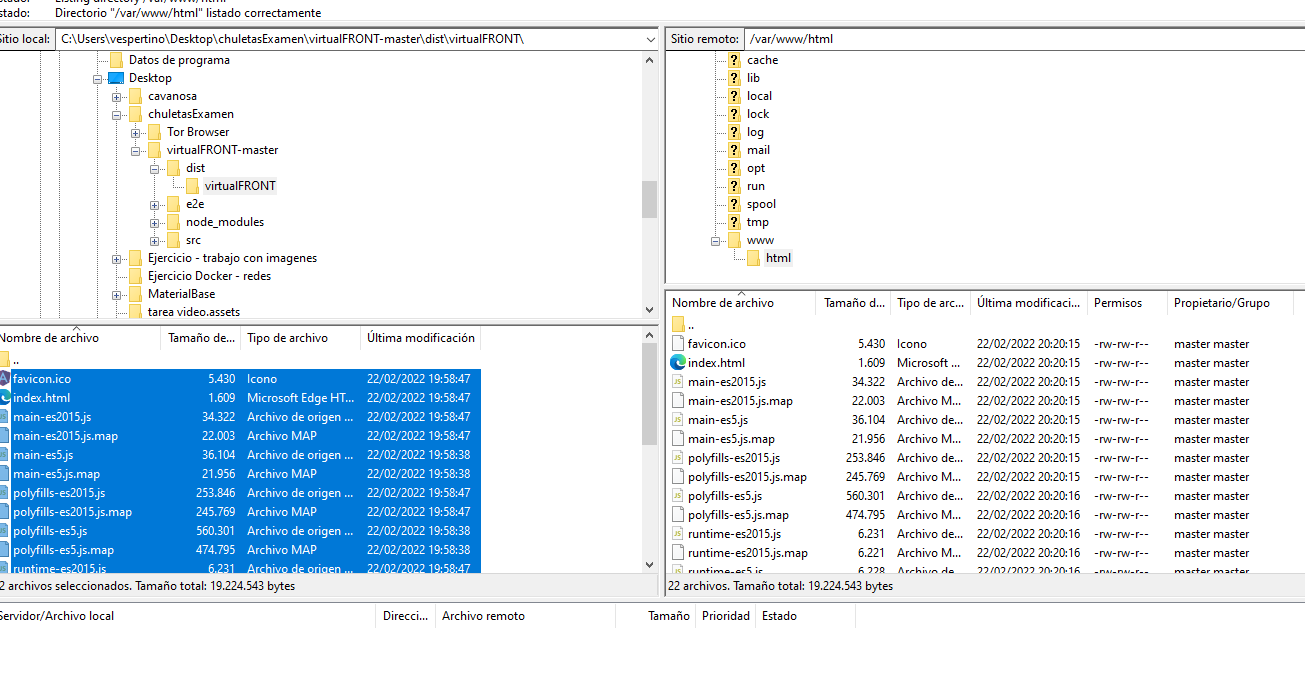 Listing directory /var/www/html
stado: Directorio "/var/www/html" listado correctamente
Sitio local: C:\Users\vespertino\Desktop\chuletasExamen\virtualFRONT-master\dist\virtualFRONT\
Datos de programa
Desktop
cavanosa
chuletasExamen
Tor Browser
virtualFRONT-master
dist
virtualFRONT
e2e
node_modules
src
Ejercicio - trabajo con imagenes
Ejercicio Docker - redes
MaterialBase
tarea video.assets
Nombre de archivo Tamaño de... Tipo de archivo Última modificación
..
favicon.ico 5.430 Icono 22/02/2022 19:58:47
index.html 1.609 Microsoft Edge HT... 22/02/2022 19:58:47
main-es2015.js 34.322 Archivo de origen ... 22/02/2022 19:58:47
main-es2015.js.map 22.003 Archivo MAP 22/02/2022 19:58:47
main-es5.js 36.104 Archivo de origen ... 22/02/2022 19:58:38
main-es5.js.map 21.956 Archivo MAP 22/02/2022 19:58:38
polyfills-es2015.js 253.846 Archivo de origen ... 22/02/2022 19:58:47
polyfills-es2015.js.map 245.769 Archivo MAP 22/02/2022 19:58:47
polyfills-es5.js 560.301 Archivo de origen ... 22/02/2022 19:58:38
polyfills-es5.js.map 474.795 Archivo MAP 22/02/2022 19:58:38
runtime-es2015.js 6.231 Archivo de origen ... 22/02/2022 19:58:47
2 archivos seleccionados. Tamaño total: 19.224.543 bytes
Sitio remoto: /var/www/html
cache
lib
local
lock
log
mail
opt
run
spool
tmp
www
html
Nombre de archivo Tamaño d... Tipo de arc... Última modificaci... Permisos Propietario/Grupo
..
favicon.ico 5.430 Icono 22/02/2022 20:20:15 -rw-rw-r-- master master
index.html 1.609 Microsoft ... 22/02/2022 20:20:15 -rw-rw-r-- master master
main-es2015.js 34.322 Archivo de... 22/02/2022 20:20:15 -rw-rw-r-- master master
main-es2015.js.map 22.003 Archivo M... 22/02/2022 20:20:15 -rw-rw-r-- master master
main-es5.js 36.104 Archivo de... 22/02/2022 20:20:15 -rw-rw-r-- master master
main-es5.js.map 21.956 Archivo M... 22/02/2022 20:20:15 -rw-rw-r-- master master
polyfills-es2015.js 253.846 Archivo de... 22/02/2022 20:20:15 -rw-rw-r-- master master
polyfills-es2015.js.map 245.769 Archivo M... 22/02/2022 20:20:15 -rw-rw-r-- master master
polyfills-es5.js 560.301 Archivo de... 22/02/2022 20:20:16 -rw-rw-r-- master master
polyfills-es5.js.map 474.795 Archivo M... 22/02/2022 20:20:16 -rw-rw-r-- master master
runtime-es2015.js 6.231 Archivo de... 22/02/2022 20:20:16 -rw-rw-r-- master master
runtime-es2015.js.map 6.221 Archivo M... 22/02/2022 20:20:16 -rw-rw-r-- master master
runtime-es5.js 6.228 Archivo de... 22/02/2022 20:20:16 -rw-rw-r-- master master
22 archivos. Tamaño total: 19.224.543 bytes
Servidor/Archivo local Direcci... Archivo remoto Tamaño Prioridad Estado